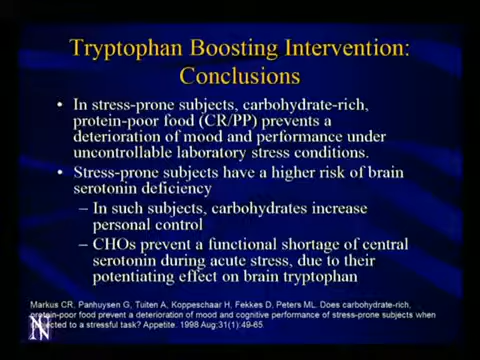 Tryptophan Boosting Intervention:
Conclusions
• In stress-prone subjects, carbohydrate-rich,
protein-poor food (CR/PP) prevents a
deterioration of mood and performance under
uncontrollable laboratory stress conditions.
• Stress-prone subjects have a higher risk of brain
serotonin deficiency
– In such subjects, carbohydrates increase
personal control
– CHOs prevent a functional shortage of central
serotonin during acute stress, due to their
potentiating effect on brain tryptophan
Markus CR, Panhuysen G, Tuiten A, Koppeschaar H, Fekkes D, Peters ML. Does carbohydrate-rich,
protein-poor food prevent a deterioration of mood and cognitive performance of stress-prone subjects when
subjected to a stressful task? Appetite. 1998 Aug;31(1):49-65.
N